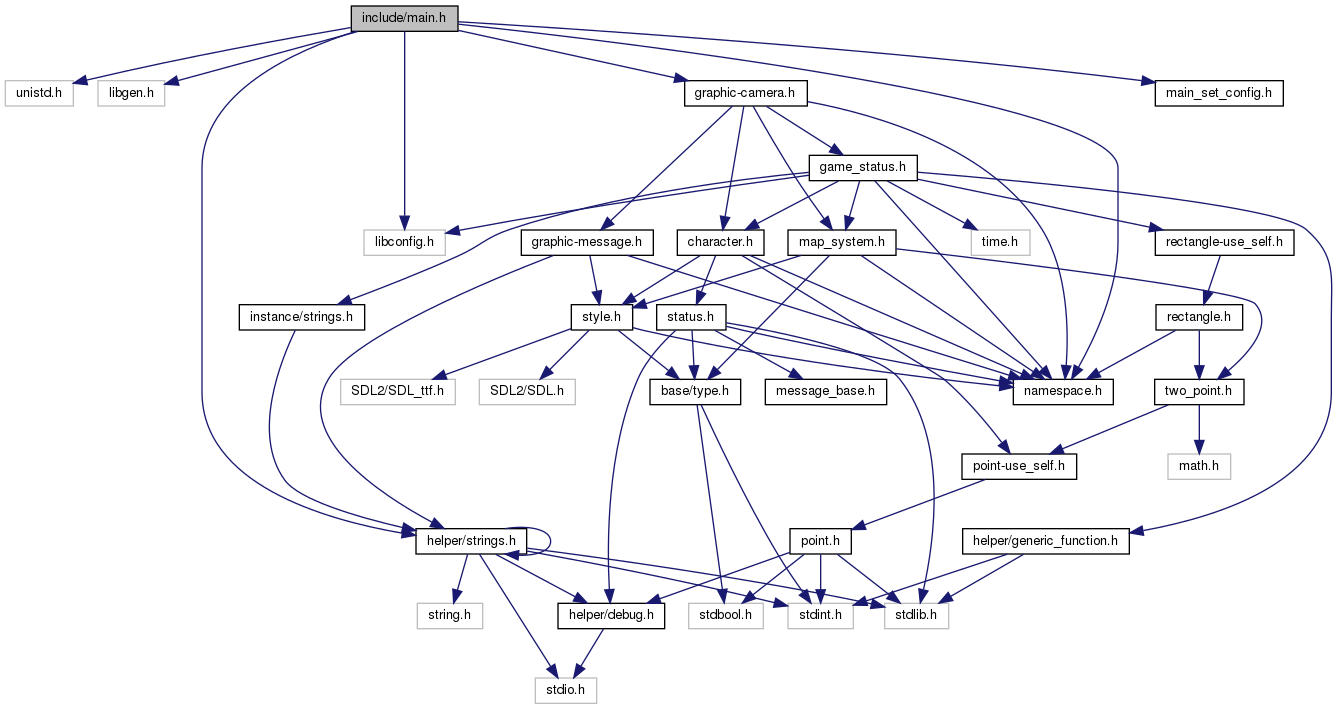 include/main.h
unistd.h
libgen.h
graphic-camera.h
main_set_config.h
game_status.h
libconfig.h
graphic-message.h
character.h
map_system.h
time.h
rectangle-use_self.h
instance/strings.h
style.h
status.h
rectangle.h
SDL2/SDL_ttf.h
SDL2/SDL.h
base/type.h
message_base.h
namespace.h
two_point.h
point-use_self.h
math.h
helper/strings.h
point.h
helper/generic_function.h
string.h
helper/debug.h
stdbool.h
stdint.h
stdlib.h
stdio.h